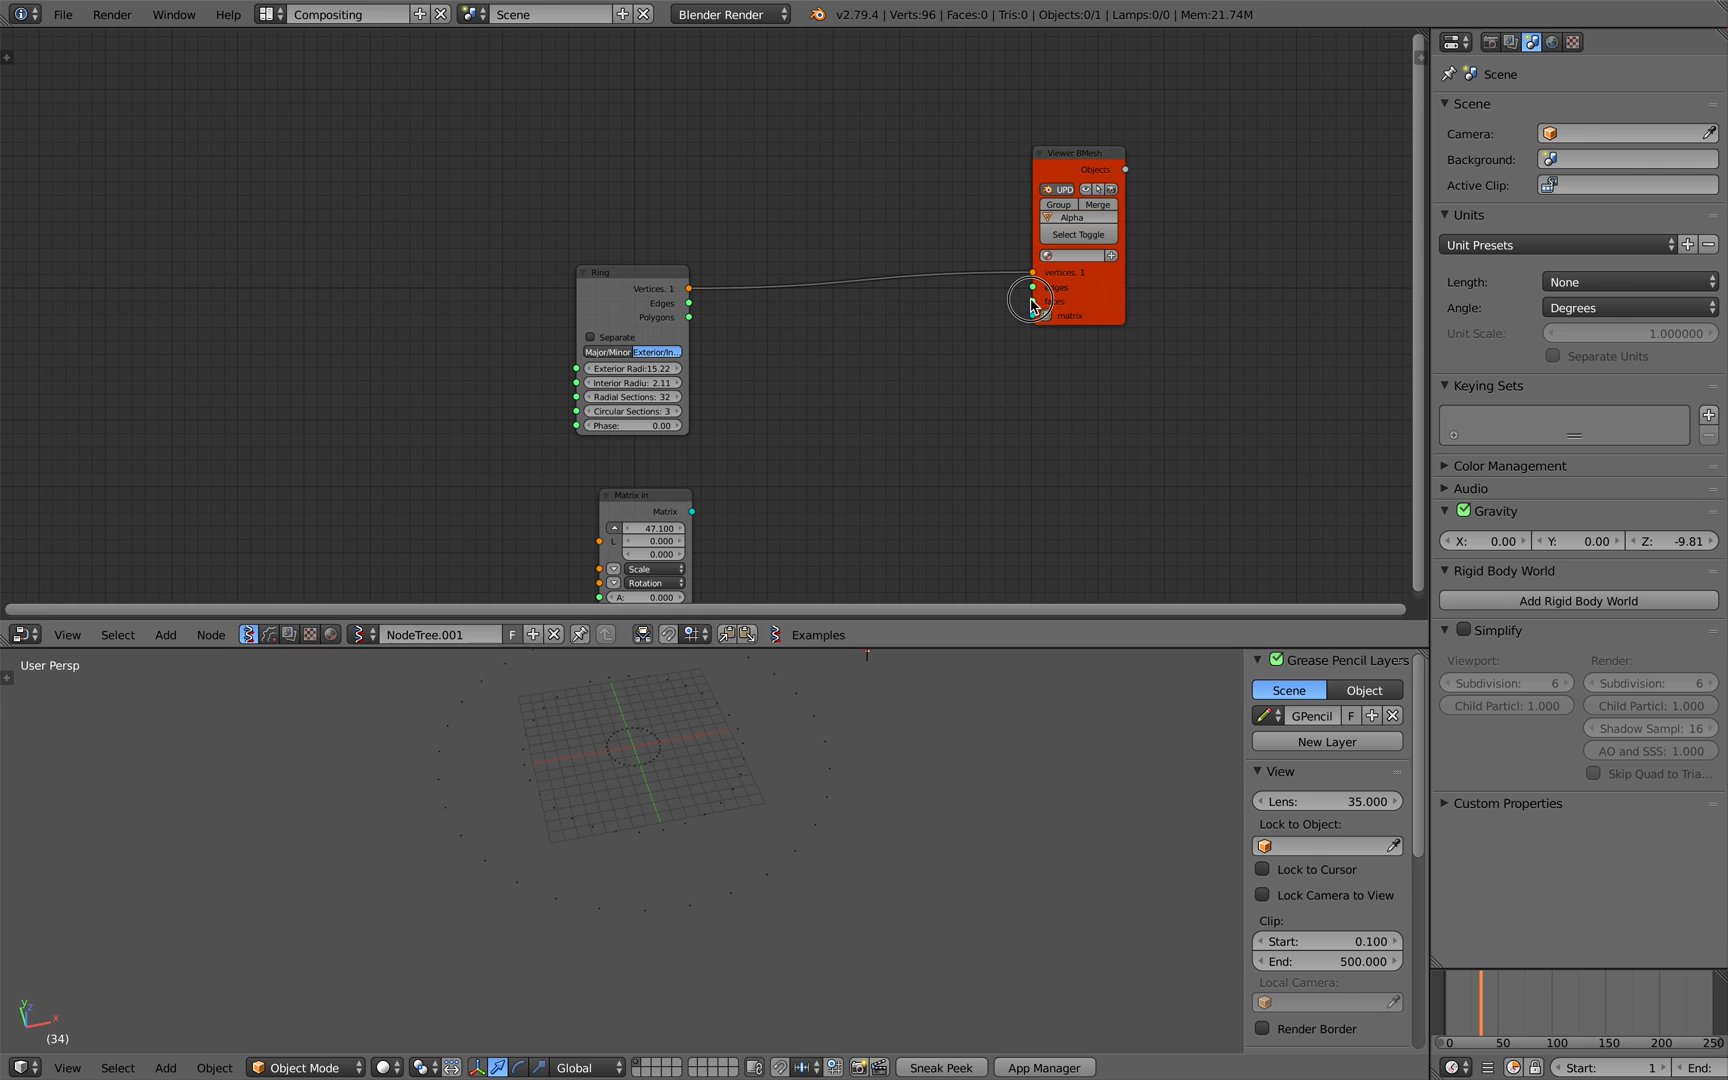 File Render Window Help Compositing Scene Blender Render v2.79.4 | Verts:96 | Faces:0 | Tris:0 | Objects:0/1 | Lamps:0/0 | Mem:21.74M
Viewer BMesh
Objects
UPD
Group Merge
Alpha
Select Toggle
vertices. 1
edges
matrix
Ring
Vertices. 1
Edges
Polygons
Separate
Major/Minor Exterior/In...
Exterior Radi:15.22
Interior Radiu: 2.11
Radial Sections: 32
Circular Sections: 3
Phase: 0.00
Matrix in
Matrix
47.100
L 0.000
0.000
Scale
Rotation
A: 0.000
View Select Add Node NodeTree.001 F Examples
User Persp
y z x
(34)
Grease Pencil Layers
Scene Object
GPencil F
New Layer
View
Lens: 35.000
Lock to Object:
Lock to Cursor
Lock Camera to View
Clip:
Start: 0.100
End: 500.000
Local Camera:
Render Border
View Select Add Object Object Mode Global Sneak Peek App Manager
Scene
Scene
Camera:
Background:
Active Clip:
Units
Unit Presets
Length: None
Angle: Degrees
Unit Scale: 1.000000
Separate Units
Keying Sets
Color Management
Audio
Gravity
X: 0.00 Y: 0.00 Z: -9.81
Rigid Body World
Add Rigid Body World
Simplify
Viewport: Render:
Subdivision: 6 Subdivision: 6
Child Particl: 1.000 Child Particl: 1.000
Shadow Sampl: 16
AO and SSS: 1.000
Skip Quad to Tria...
Custom Properties
0 50 100 150 200 250
Start: 1 End: